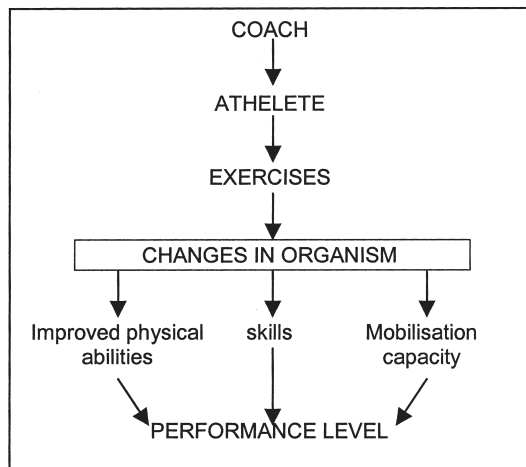 COACH
ATHELETE
EXERCISES
CHANGES IN ORGANISM
Improved physical abilities
skills
Mobilisation capacity
PERFORMANCE LEVEL